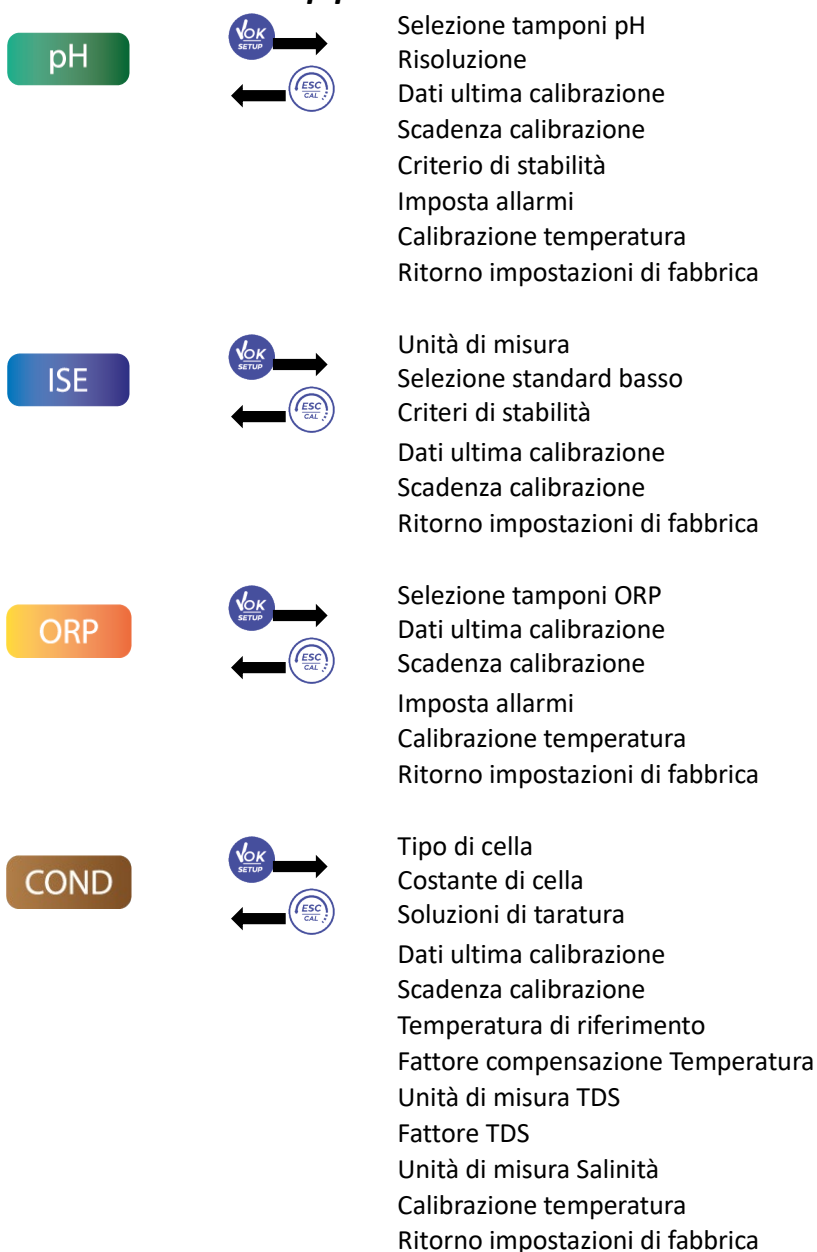 pH
√OK
SETUP
ESC
CAL
Selezione tamponi pH
Risoluzione
Dati ultima calibrazione
Scadenza calibrazione
Criterio di stabilità
Imposta allarmi
Calibrazione temperatura
Ritorno impostazioni di fabbrica
ISE
√OK
SETUP
ESC
CAL
Unità di misura
Selezione standard basso
Criteri di stabilità
Dati ultima calibrazione
Scadenza calibrazione
Ritorno impostazioni di fabbrica
ORP
√OK
SETUP
ESC
CAL
Selezione tamponi ORP
Dati ultima calibrazione
Scadenza calibrazione
Imposta allarmi
Calibrazione temperatura
Ritorno impostazioni di fabbrica
COND
√OK
SETUP
ESC
CAL
Tipo di cella
Costante di cella
Soluzioni di taratura
Dati ultima calibrazione
Scadenza calibrazione
Temperatura di riferimento
Fattore compensazione Temperatura
Unità di misura TDS
Fattore TDS
Unità di misura Salinità
Calibrazione temperatura
Ritorno impostazioni di fabbrica